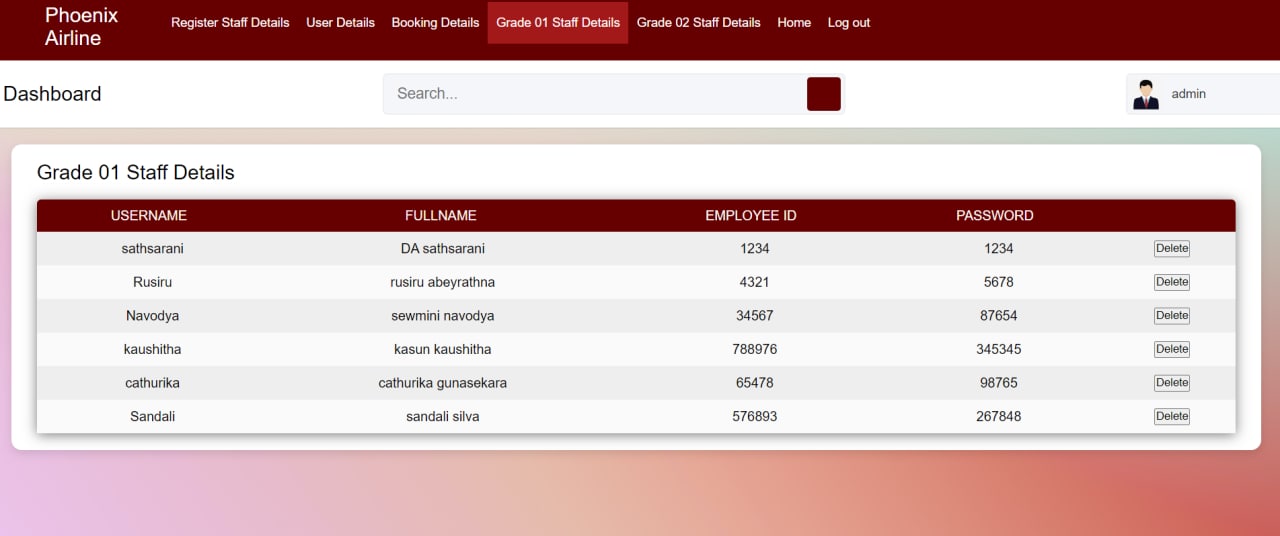 Phoenix
Airline
Register Staff Details User Details Booking Details Grade 01 Staff Details Grade 02 Staff Details Home Log out
Dashboard Search... admin
Grade 01 Staff Details
USERNAME FULLNAME EMPLOYEE ID PASSWORD
sathsarani DA sathsarani 1234 1234 Delete
Rusiru rusiru abeyrathna 4321 5678 Delete
Navodya sewmini navodya 34567 87654 Delete
kaushitha kasun kaushitha 788976 345345 Delete
cathurika cathurika gunasekara 65478 98765 Delete
Sandali sandali silva 576893 267848 Delete